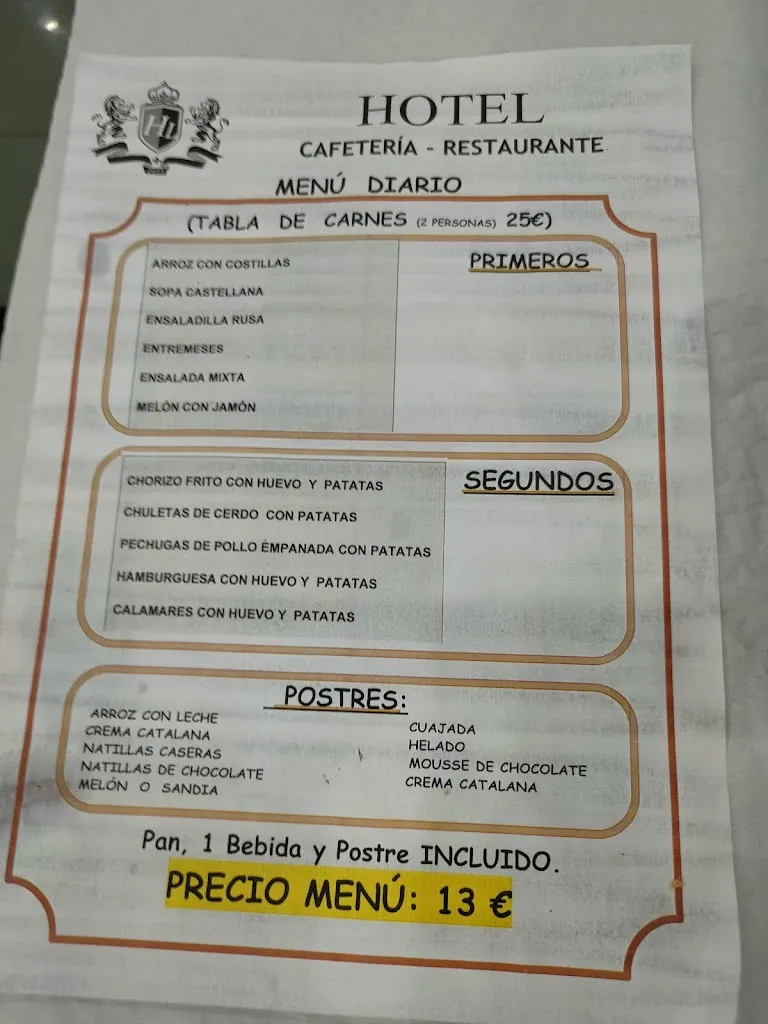 HL
HOTEL
CAFETERÍA - RESTAURANTE
MENÚ DIARIO
(TABLA DE CARNES (2 PERSONAS) 25€)
PRIMEROS
ARROZ CON COSTILLAS
SOPA CASTELLANA
ENSALADILLA RUSA
ENTREMESES
ENSALADA MIXTA
MELÓN CON JAMÓN
SEGUNDOS
CHORIZO FRITO CON HUEVO Y PATATAS
CHULETAS DE CERDO CON PATATAS
PECHUGAS DE POLLO EMPANADA CON PATATAS
HAMBURGUESA CON HUEVO Y PATATAS
CALAMARES CON HUEVO Y PATATAS
POSTRES:
ARROZ CON LECHE
CREMA CATALANA
NATILLAS CASERAS
NATILLAS DE CHOCOLATE
MELÓN O SANDIA
CUAJADA
HELADO
MOUSSE DE CHOCOLATE
CREMA CATALANA
Pan, 1 Bebida y Postre INCLUIDO.
PRECIO MENÚ: 13 €